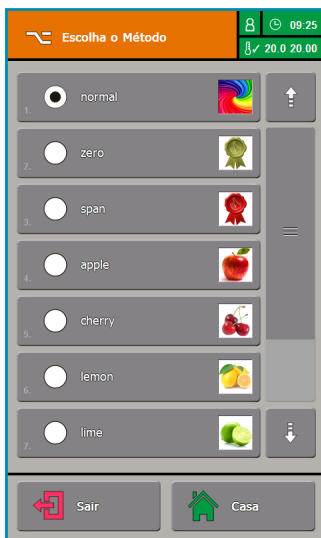 Escolha o Método
09:25
20.0 20.00
1. normal
2. zero
3. span
4. apple
5. cherry
6. lemon
7. lime
Sair
Casa